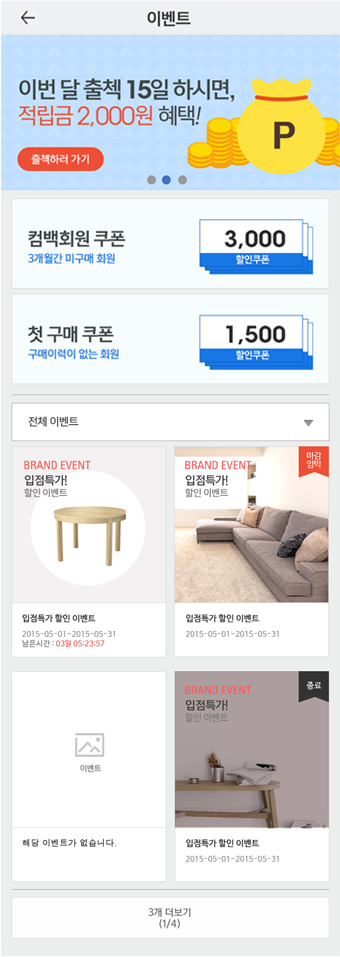 이벤트
이번 달 출첵 15일 하시면,
적립금 2,000원 혜택!
출첵하러 가기
P
컴백회원 쿠폰
3개월간 미구매 회원
3,000
할인쿠폰
첫 구매 쿠폰
구매이력이 없는 회원
1,500
할인쿠폰
전체 이벤트
BRAND EVENT
입점특가!
할인 이벤트
입점특가 할인 이벤트
2015-05-01~2015-05-31
남은시간 : 03일 05:23:57
마감
임박
BRAND EVENT
입점특가!
할인 이벤트
입점특가 할인 이벤트
2015-05-01~2015-05-31
이벤트
해당 이벤트가 없습니다.
종료
BRAND EVENT
입점특가!
할인 이벤트
입점특가 할인 이벤트
2015-05-01~2015-05-31
3개 더보기
(1/4)